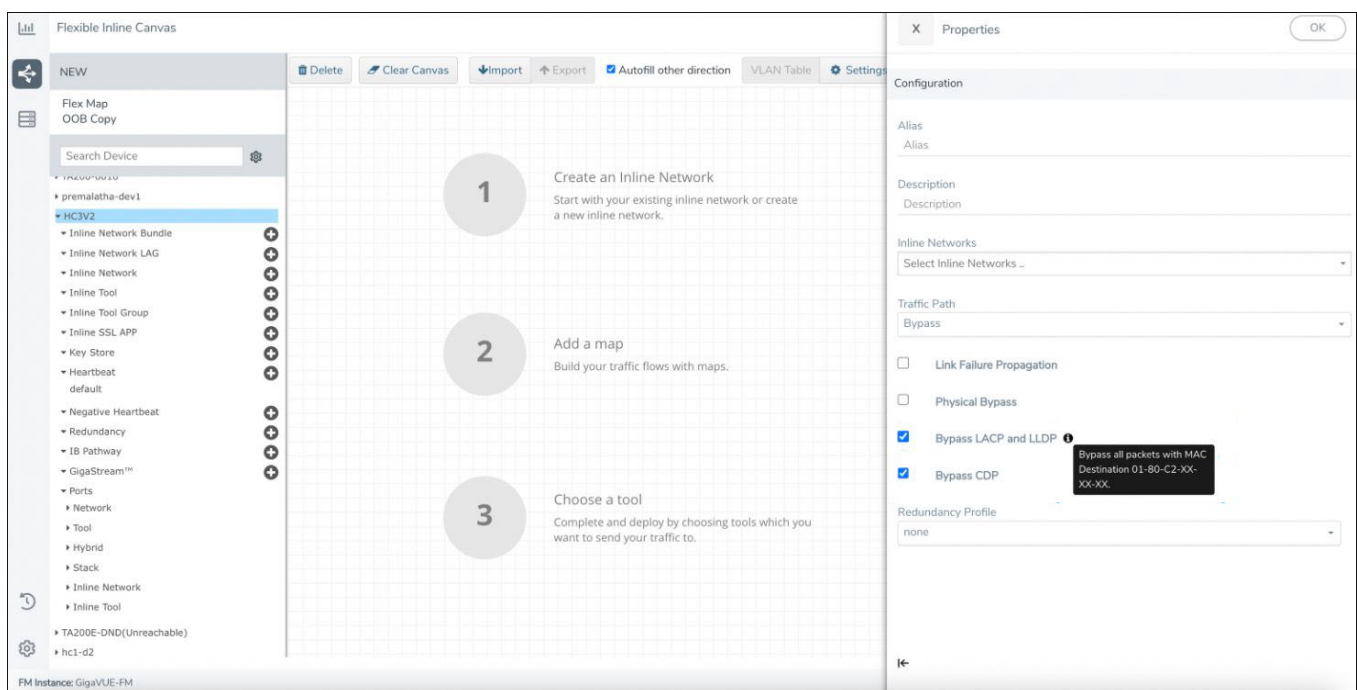 Flexible Inline Canvas
NEW
Flex Map
OOB Copy
Search Device
premalatha-dev1
HC3V2
Inline Network Bundle
Inline Network LAG
Inline Network
Inline Tool
Inline Tool Group
Inline SSL APP
Key Store
Heartbeat
default
Negative Heartbeat
Redundancy
IB Pathway
GigaStream™
Ports
Network
Tool
Hybrid
Stack
Inline Network
Inline Tool
TA200E-DND(Unreachable)
hc1-d2
FM Instance: GigaVUE-FM
Delete
Clear Canvas
Import
Export
Autofill other direction
VLAN Table
Settings
1
Create an Inline Network
Start with your existing inline network or create
a new inline network.
2
Add a map
Build your traffic flows with maps.
3
Choose a tool
Complete and deploy by choosing tools which you
want to send your traffic to.
X
Properties
OK
Configuration
Alias
Alias
Description
Description
Inline Networks
Select Inline Networks ..
Traffic Path
Bypass
Link Failure Propagation
Physical Bypass
Bypass LACP and LLDP
Bypass all packets with MAC
Destination 01-80-C2-XX-
XX-XX.
Bypass CDP
Redundancy Profile
none